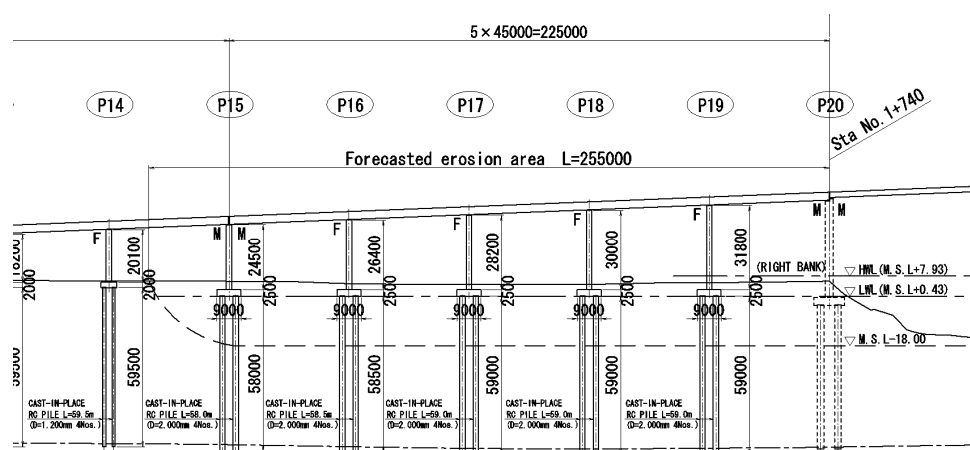 5×45000=225000
P14
P15
P16
P17
P18
P19
P20
Sta No.1+740
Forecasted erosion area L=255000
F
M
M
F
F
F
F
M
M
18200
20100
24500
26400
28200
30000
31800
(RIGHT BANK)
HWL(M.S.L+7.93)
LWL(M.S.L+0.43)
M.S.L-18.00
2000
2000
2500
2500
2500
2500
2500
9000
9000
9000
9000
9000
59500
58000
58500
59000
59000
59000
CAST-IN-PLACE
RC PILE L=59.5m
(D=1.200mm 4Nos.)
CAST-IN-PLACE
RC PILE L=58.0m
(D=2.000mm 4Nos.)
CAST-IN-PLACE
RC PILE L=58.5m
(D=2.000mm 4Nos.)
CAST-IN-PLACE
RC PILE L=59.0m
(D=2.000mm 4Nos.)
CAST-IN-PLACE
RC PILE L=59.0m
(D=2.000mm 4Nos.)
CAST-IN-PLACE
RC PILE L=59.0m
(D=2.000mm 4Nos.)